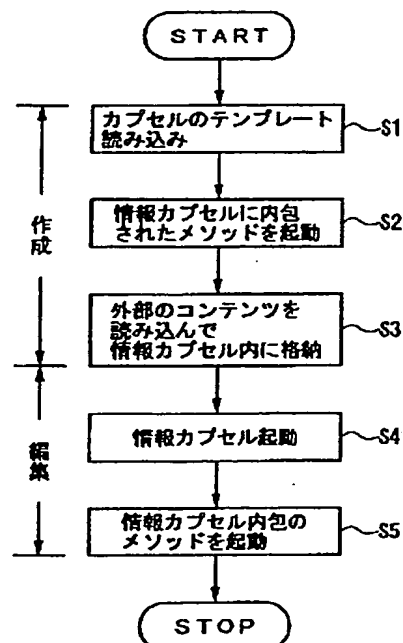 START
カプセルのテンプレート
読み込み
S1
作成
情報カプセルに内包
されたメソッドを起動
S2
外部のコンテンツを
読み込んで
情報カプセル内に格納
S3
編集
情報カプセル起動
S4
情報カプセル内包の
メソッドを起動
S5
STOP